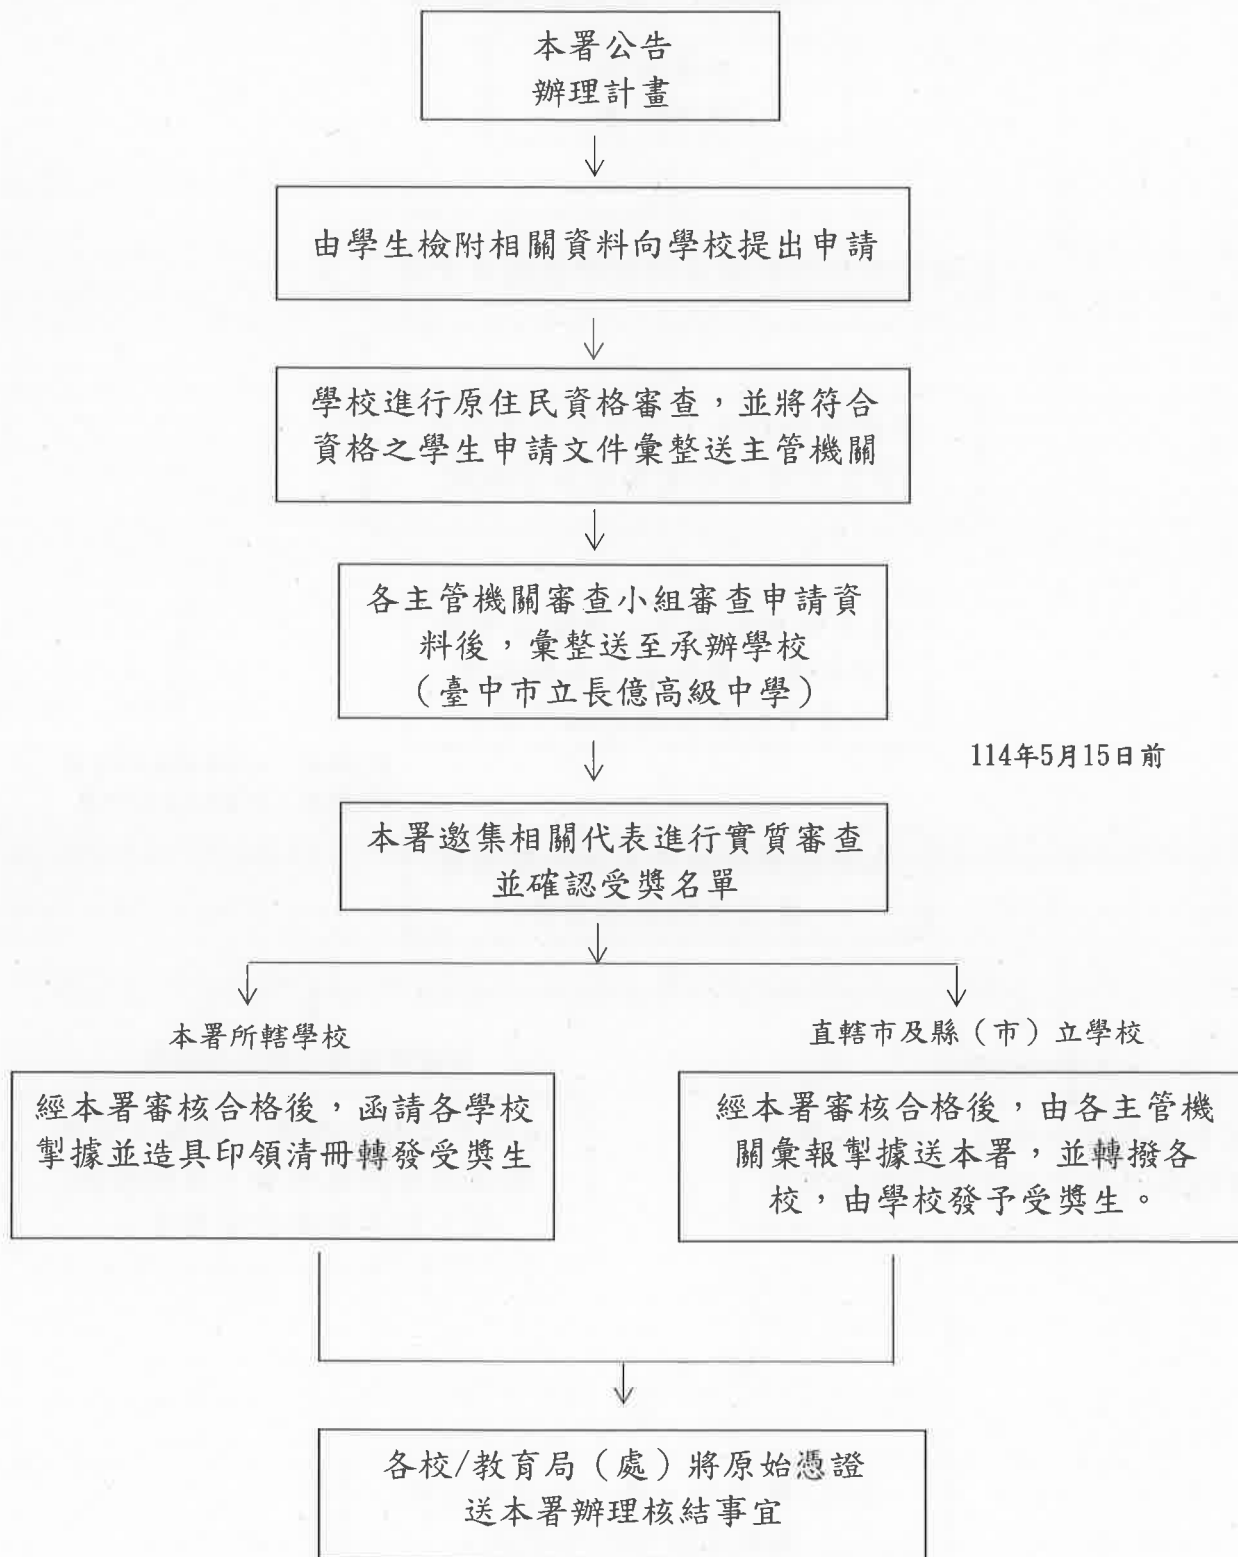 本署公告
辦理計畫
由學生檢附相關資料向學校提出申請
學校進行原住民資格審查，並將符合
資格之學生申請文件彙整送主管機關
各主管機關審查小組審查申請資
料後，彙整送至承辦學校
（臺中市立長億高級中學）
114年5月15日前
本署邀集相關代表進行實質審查
並確認受獎名單
本署所轄學校
直轄市及縣（市）立學校
經本署審核合格後，函請各學校
掣據並造具印領清冊轉發受獎生
經本署審核合格後，由各主管機
關彙報掣據送本署，並轉撥各
校，由學校發予受獎生。
各校/教育局（處）將原始憑證
送本署辦理核結事宜